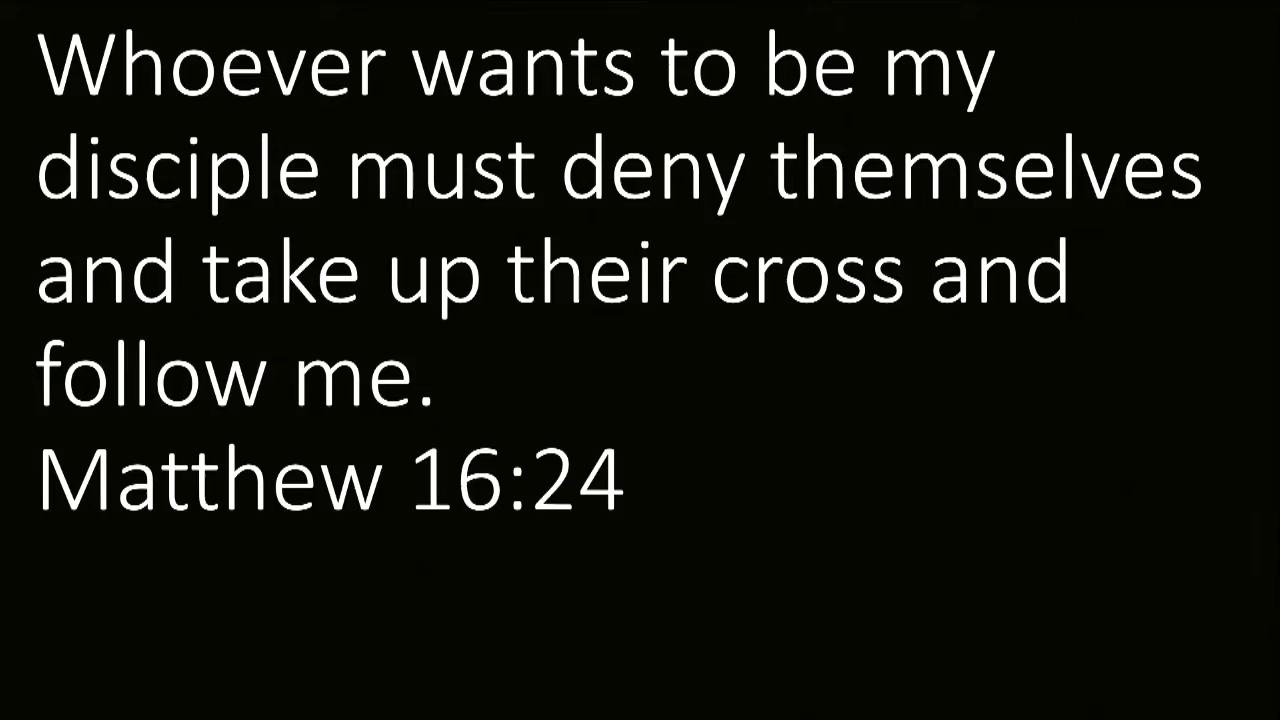 Whoever wants to be my
disciple must deny themselves
and take up their cross and
follow me.
Matthew 16:24